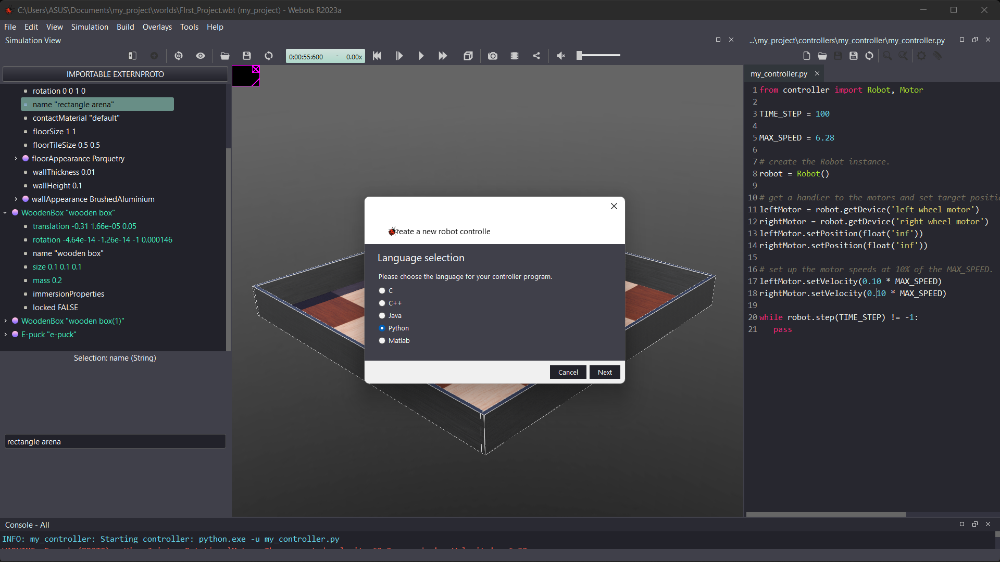 C:\Users\ASUS\Documents\my_project\worlds\FIrst_Project.wbt (my_project) - Webots R2023a
File Edit View Simulation Build Overlays Tools Help
Simulation View
...\my_project\controllers\my_controller\my_controller.py
0:00:55:600 - 0.00x
IMPORTABLE EXTERNPROTO
rotation 0 0 1 0
name "rectangle arena"
contactMaterial "default"
floorSize 1 1
floorTileSize 0.5 0.5
floorAppearance Parquetry
wallThickness 0.01
wallHeight 0.1
wallAppearance BrushedAluminium
WoodenBox "wooden box"
translation -0.31 1.66e-05 0.05
rotation -4.64e-14 -1.26e-14 -1 0.000146
name "wooden box"
size 0.1 0.1 0.1
mass 0.2
immersionProperties
locked FALSE
WoodenBox "wooden box(1)"
E-puck "e-puck"
Selection: name (String)
rectangle arena
reate a new robot controlle
Language selection
Please choose the language for your controller program.
C
C++
Java
Python
Matlab
Cancel Next
my_controller.py
1 from controller import Robot, Motor
2
3 TIME_STEP = 100
4
5 MAX_SPEED = 6.28
6
7 # create the Robot instance.
8 robot = Robot()
9
10 # get a handler to the motors and set target positi
11 leftMotor = robot.getDevice('left wheel motor')
12 rightMotor = robot.getDevice('right wheel motor')
13 leftMotor.setPosition(float('inf'))
14 rightMotor.setPosition(float('inf'))
15
16 # set up the motor speeds at 10% of the MAX_SPEED.
17 leftMotor.setVelocity(0.10 * MAX_SPEED)
18 rightMotor.setVelocity(0.10 * MAX_SPEED)
19
20 while robot.step(TIME_STEP) != -1:
21 pass
Console - All
INFO: my_controller: Starting controller: python.exe -u my_controller.py